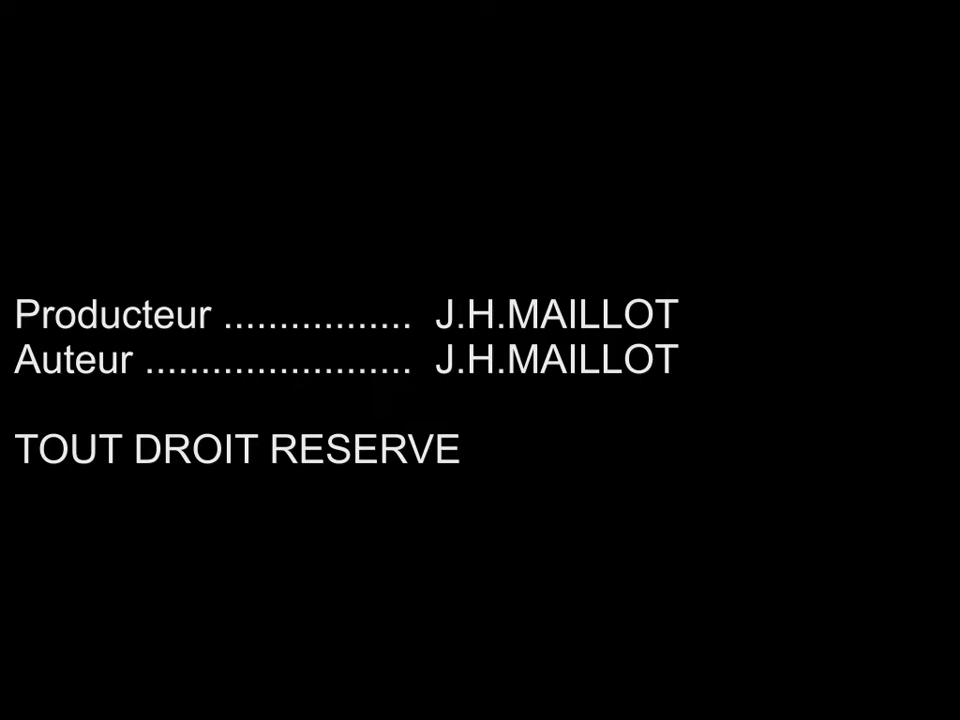 Producteur ................. J.H.MAILLOT
Auteur ........................ J.H.MAILLOT
TOUT DROIT RESERVE